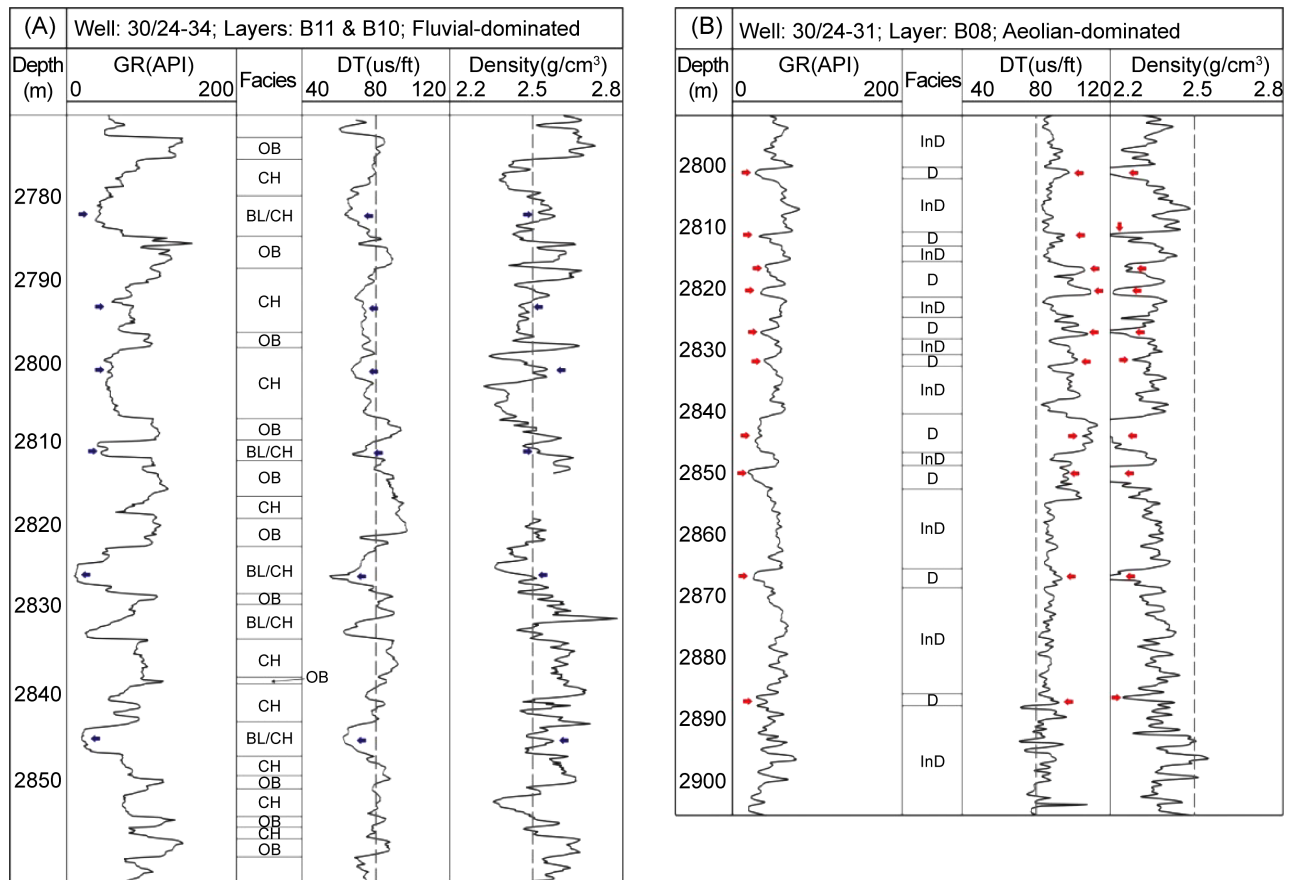 (A) Well: 30/24-34; Layers: B11 & B10; Fluvial-dominated
Depth (m) GR(API) Facies DT(us/ft) Density(g/cm³)
0 200 40 80 120 2.2 2.5 2.8
OB
CH
2780
BL/CH
OB
2790
CH
OB
2800
CH
OB
2810
BL/CH
OB
CH
2820
OB
BL/CH
OB
2830
BL/CH
CH
OB
2840
CH
BL/CH
CH
2850
OB
CH
OB
CH
OB
(B) Well: 30/24-31; Layer: B08; Aeolian-dominated
Depth (m) GR(API) Facies DT(us/ft) Density(g/cm³)
0 200 40 80 120 2.2 2.5 2.8
InD
2800
D
InD
2810
D
InD
D
2820
InD
D
2830
InD
D
InD
2840
D
InD
2850
D
InD
2860
D
2870
InD
2880
D
2890
InD
2900